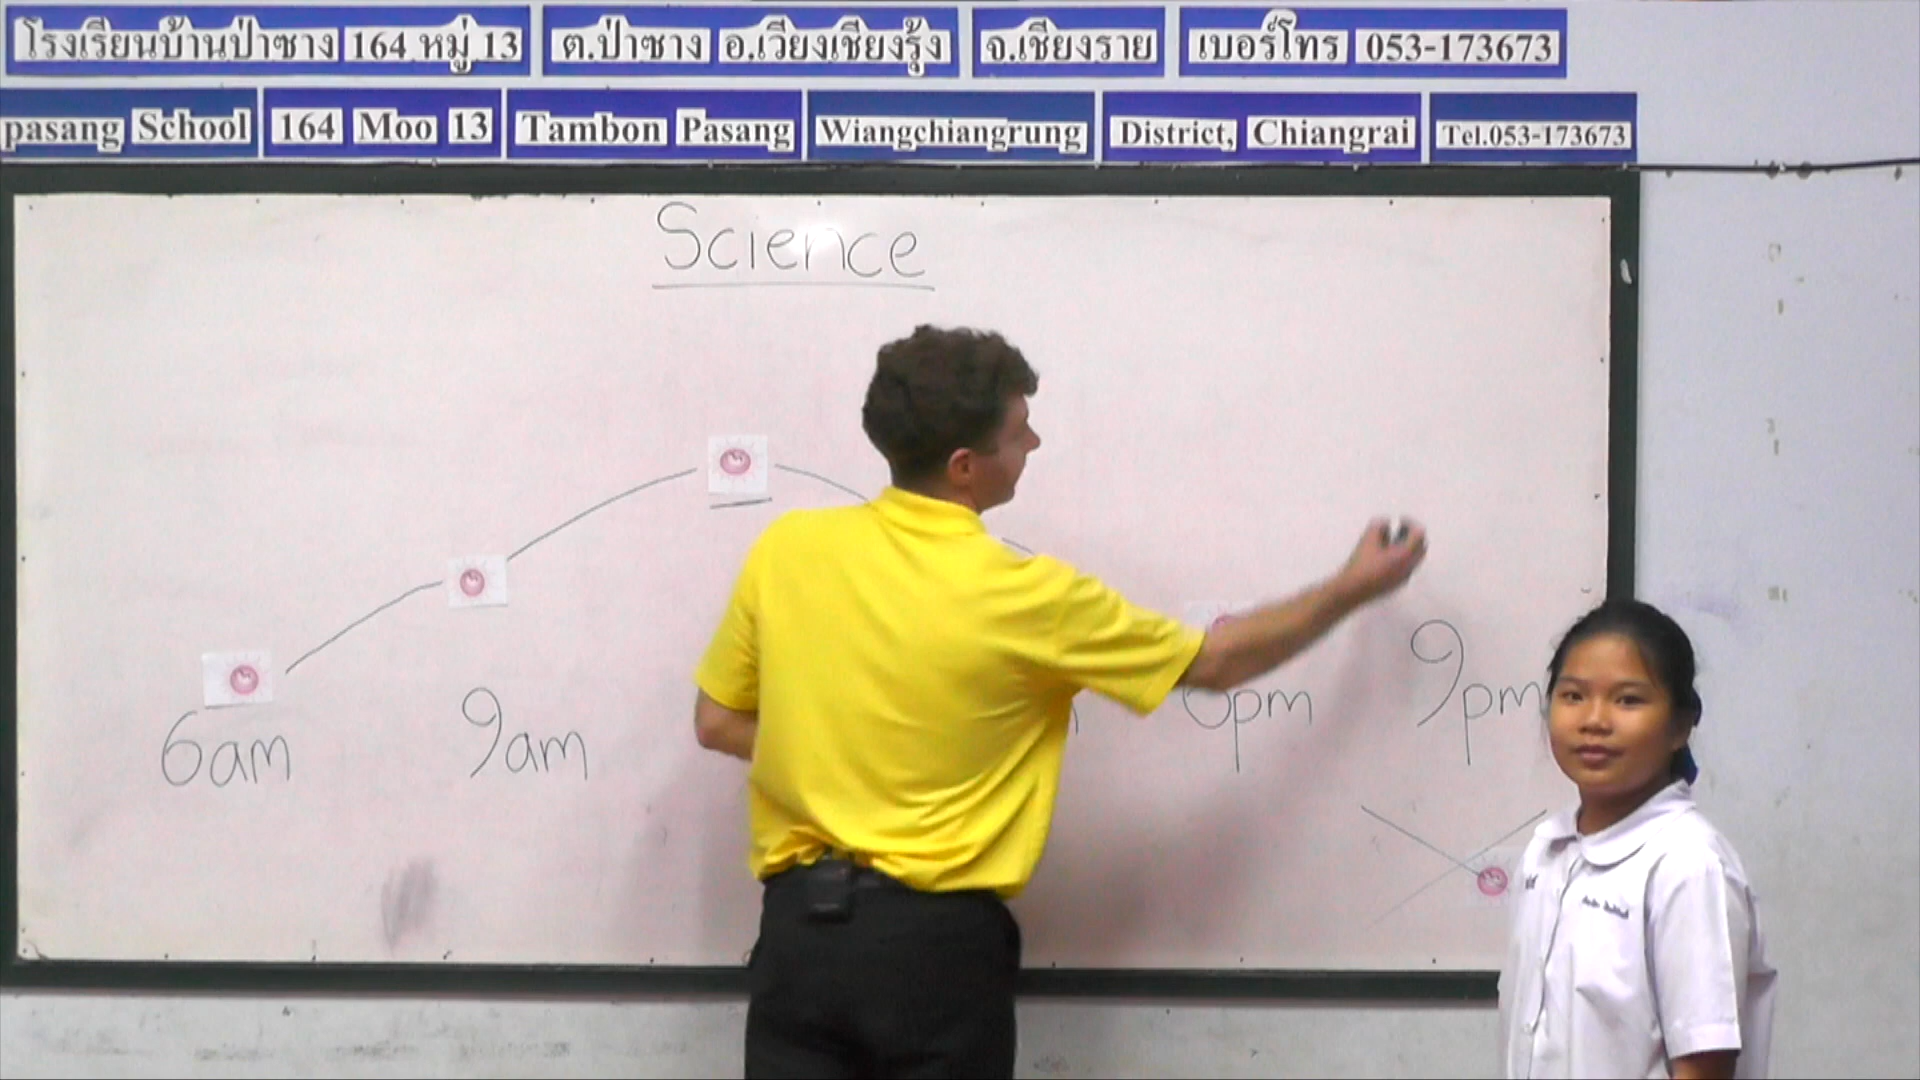 โรงเรียนบ้านป่าซาง 164 หมู่ 13 ต.ป่าซาง อ.เวียงเชียงรุ้ง จ.เชียงราย เบอร์โทร 053-173673
pasang School 164 Moo 13 Tambon Pasang Wiangchiangrung District, Chiangrai Tel.053-173673
Science
6am 9am 6pm 9pm